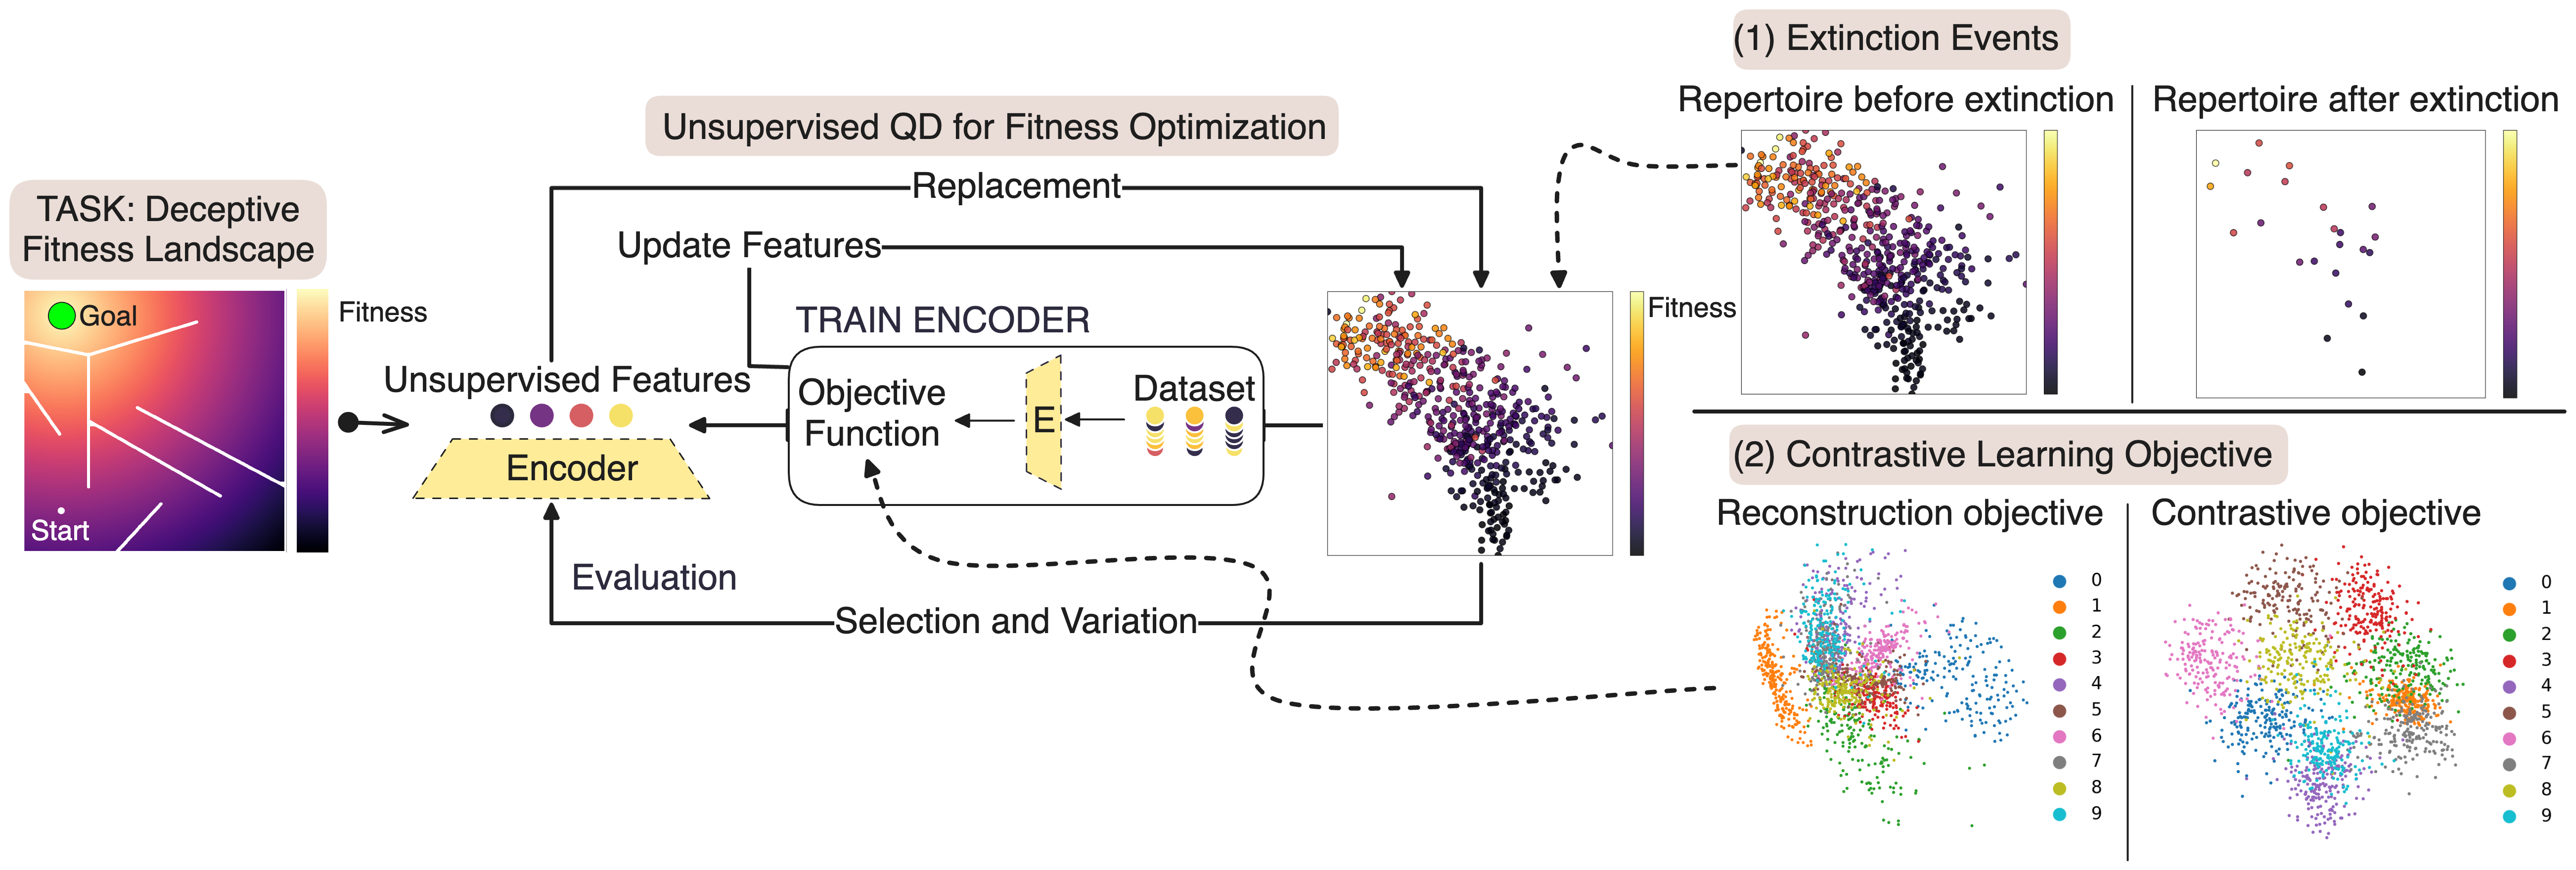 TASK: Deceptive
Fitness Landscape
Goal
Start
Fitness
Unsupervised QD for Fitness Optimization
Replacement
Update Features
TRAIN ENCODER
Unsupervised Features
Encoder
Objective
Function
E
Dataset
Evaluation
Selection and Variation
Fitness
(1) Extinction Events
Repertoire before extinction
Repertoire after extinction
(2) Contrastive Learning Objective
Reconstruction objective
0
1
2
3
4
5
6
7
8
9
Contrastive objective
0
1
2
3
4
5
6
7
8
9